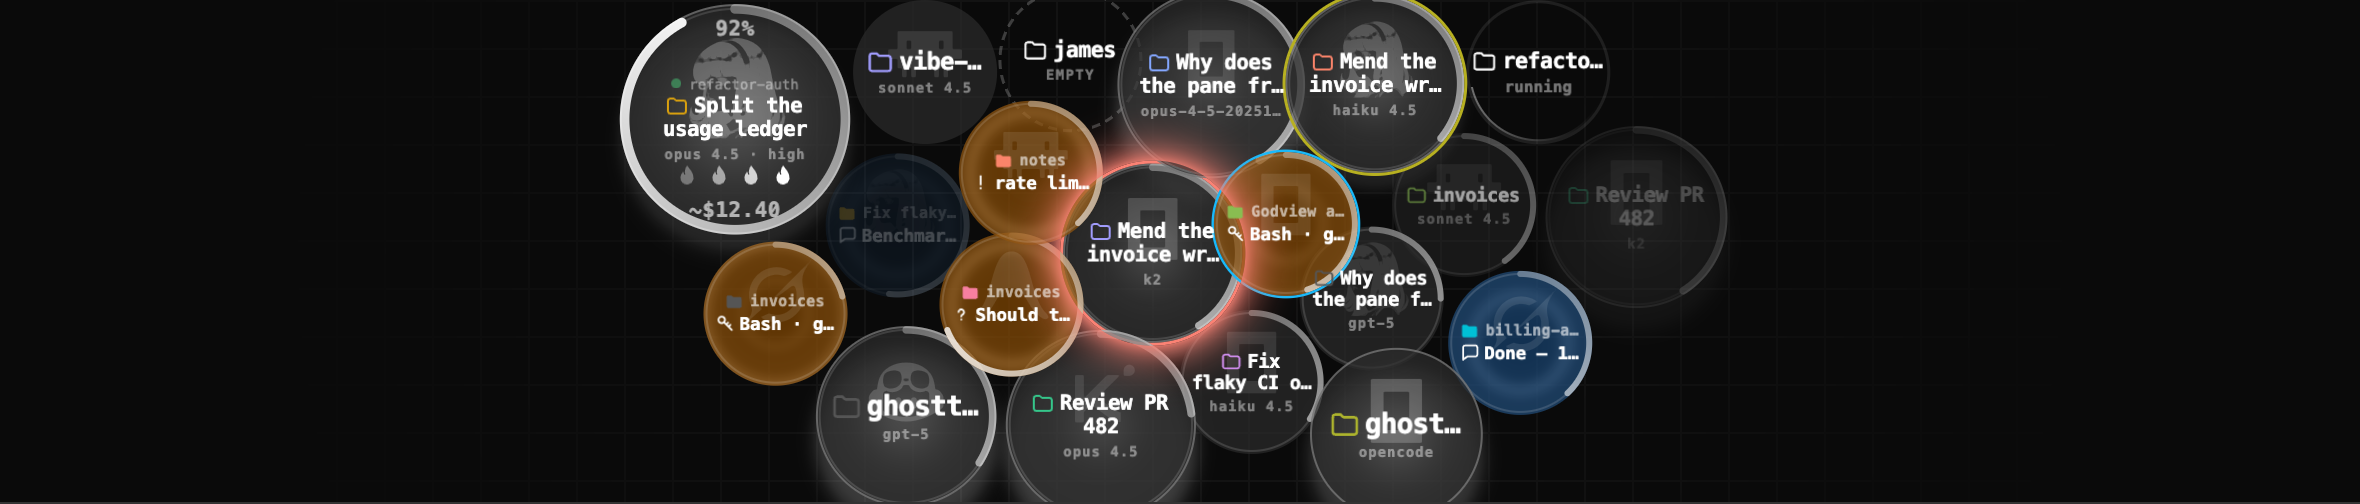 92%
refactor-auth
Split the
usage ledger
opus 4.5 · high
~$12.40
vibe-…
sonnet 4.5
james
EMPTY
Why does
the pane fr…
opus-4-5-20251…
Mend the
invoice wr…
haiku 4.5
refacto…
running
notes
! rate lim…
Fix flaky…
Benchmar…
Mend the
invoice wr…
k2
Godview a…
Bash · g…
invoices
sonnet 4.5
Review PR
482
k2
invoices
Bash · g…
invoices
? Should t…
Why does
the pane f…
gpt-5
billing-a…
Done — 1…
ghostt…
gpt-5
Review PR
482
opus 4.5
Fix
flaky CI o…
haiku 4.5
ghost…
opencode